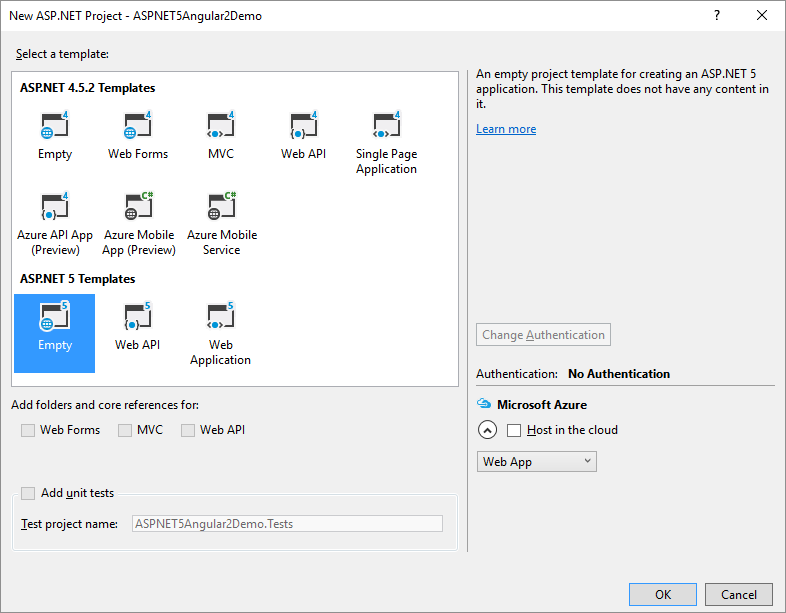 New ASP.NET Project - ASPNET5Angular2Demo
?
Select a template:
ASP.NET 4.5.2 Templates
4 4 4 4 4
Empty Web Forms MVC Web API Single Page
Application
4 C# C#
Azure API App Azure Mobile Azure Mobile
(Preview) App (Preview) Service
ASP.NET 5 Templates
5 5 5
Empty Web API Web
Application
An empty project template for creating an ASP.NET 5
application. This template does not have any content in
it.
Learn more
Change Authentication
Authentication: No Authentication
Microsoft Azure
Host in the cloud
Web App
Add folders and core references for:
Web Forms MVC Web API
Add unit tests
Test project name: ASPNET5Angular2Demo.Tests
OK Cancel